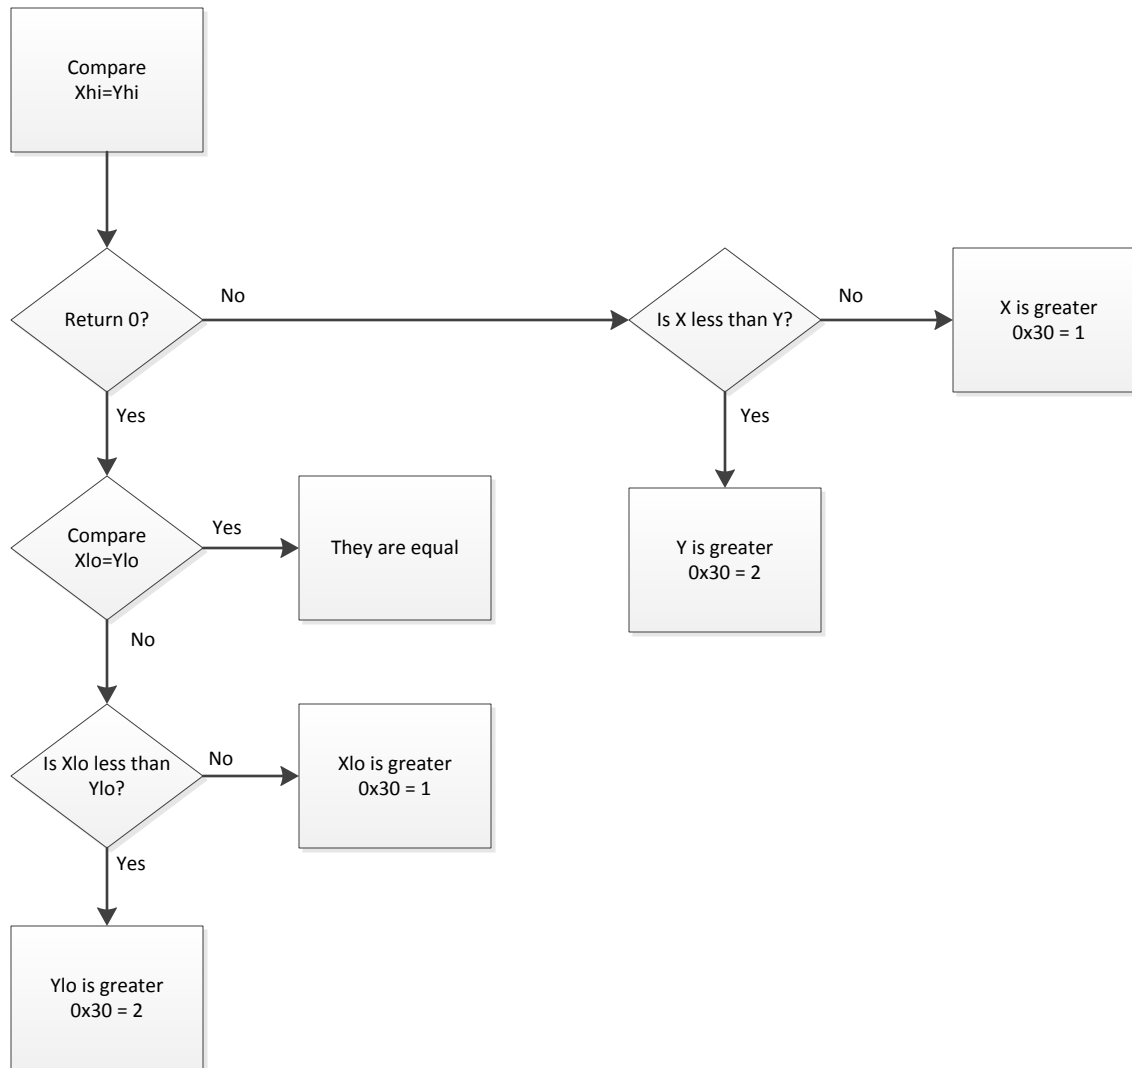 Compare
Xhi=Yhi
Return 0?
No
Is X less than Y?
No
X is greater
0x30 = 1
Yes
Yes
Compare
Xlo=Ylo
Yes
They are equal
Y is greater
0x30 = 2
No
Is Xlo less than
Ylo?
No
Xlo is greater
0x30 = 1
Yes
Ylo is greater
0x30 = 2